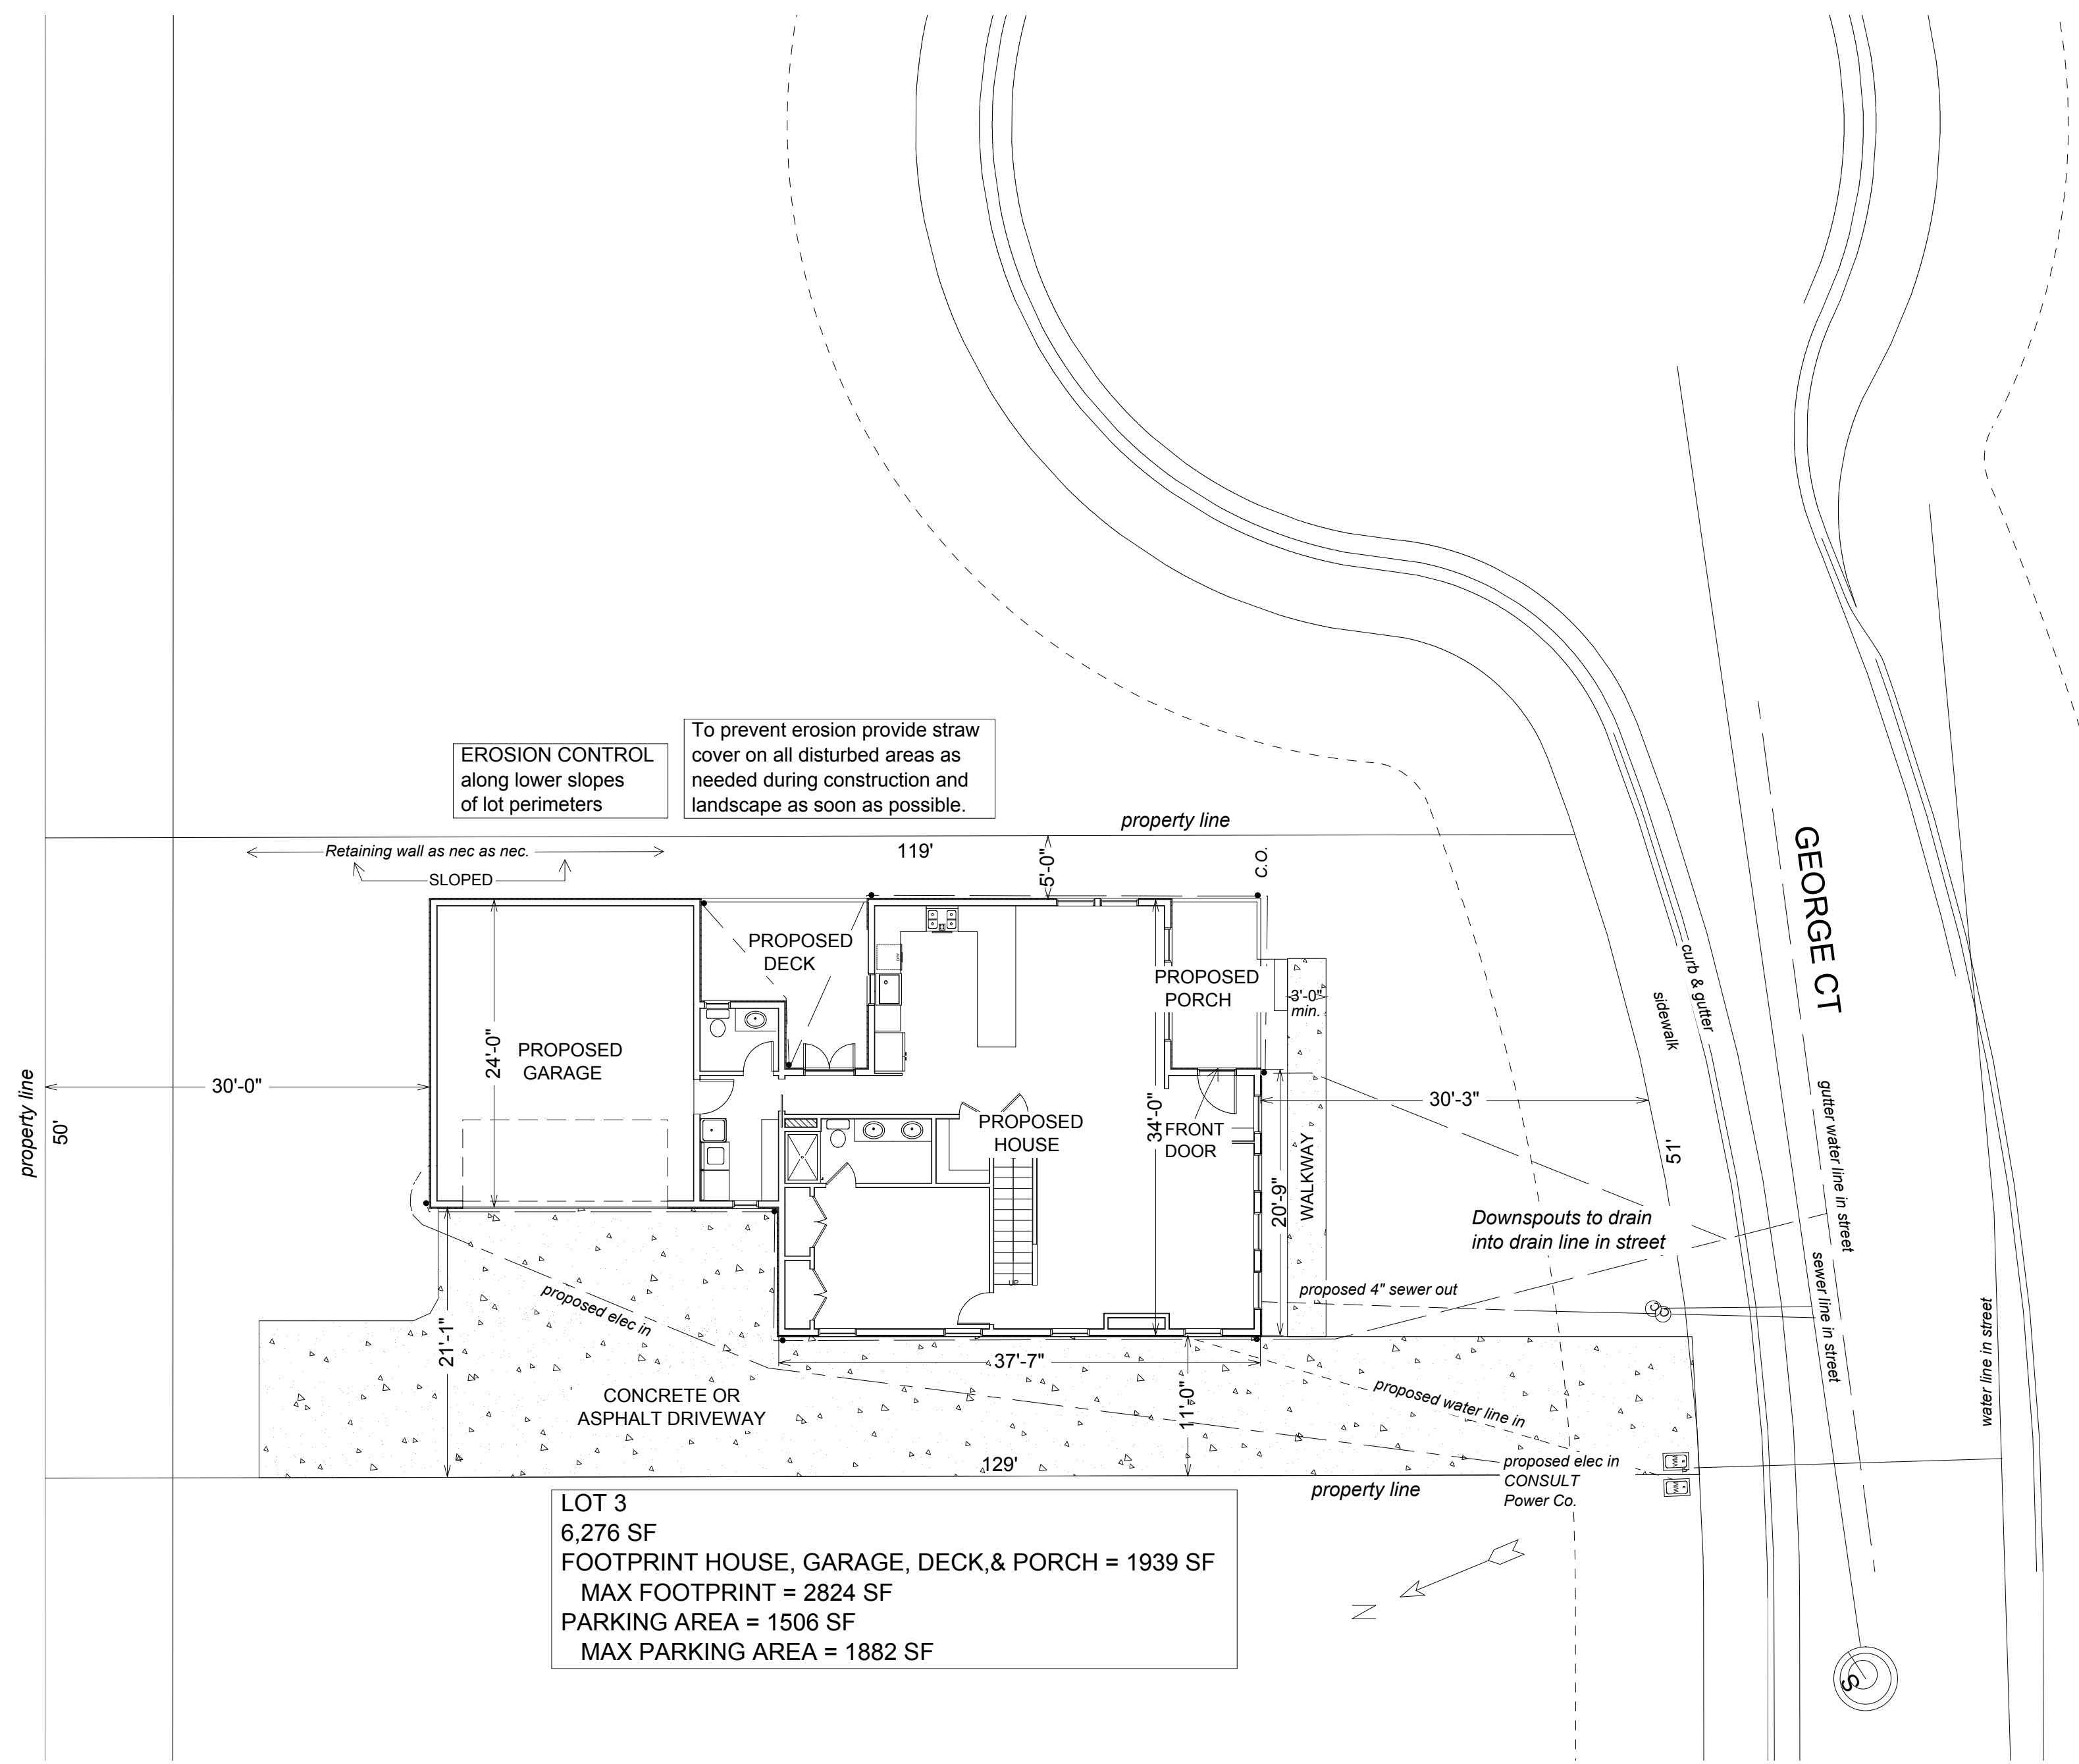 EROSION CONTROL
along lower slopes
of lot perimeters
To prevent erosion provide straw
cover on all disturbed areas as
needed during construction and
landscape as soon as possible.
property line
Retaining wall as nec as nec.
SLOPED
119'
5'-0"
C.O.
GEORGE CT
curb & gutter
sidewalk
PROPOSED
DECK
PROPOSED
PORCH
3'-0"
min.
24'-0"
PROPOSED
GARAGE
30'-0"
property line
50'
PROPOSED
HOUSE
34'-0"
FRONT
DOOR
30'-3"
WALKWAY
20'-9"
51'
gutter water line in street
Downspouts to drain
into drain line in street
sewer line in street
proposed 4" sewer out
UP
proposed elec in
21'-1"
37'-7"
CONCRETE OR
ASPHALT DRIVEWAY
11'-0"
proposed water line in
water line in street
129'
property line
proposed elec in
CONSULT
Power Co.
WM
WM
C
C
LOT 3
6,276 SF
FOOTPRINT HOUSE, GARAGE, DECK,& PORCH = 1939 SF
MAX FOOTPRINT = 2824 SF
PARKING AREA = 1506 SF
MAX PARKING AREA = 1882 SF
N
S